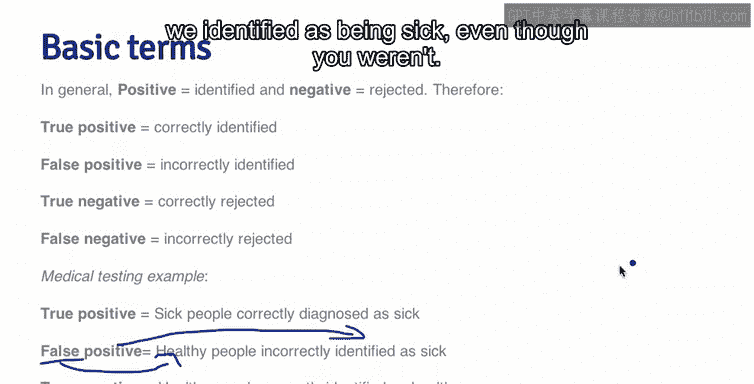 we identified as being sick, even though
you weren't.
Basic terms
In general, Positive = identified and negative = rejected. Therefore:
True positive = correctly identified
False positive = incorrectly identified
True negative = correctly rejected
False negative = incorrectly rejected
Medical testing example:
True positive = Sick people correctly diagnosed as sick
False positive= Healthy people incorrectly identified as sick